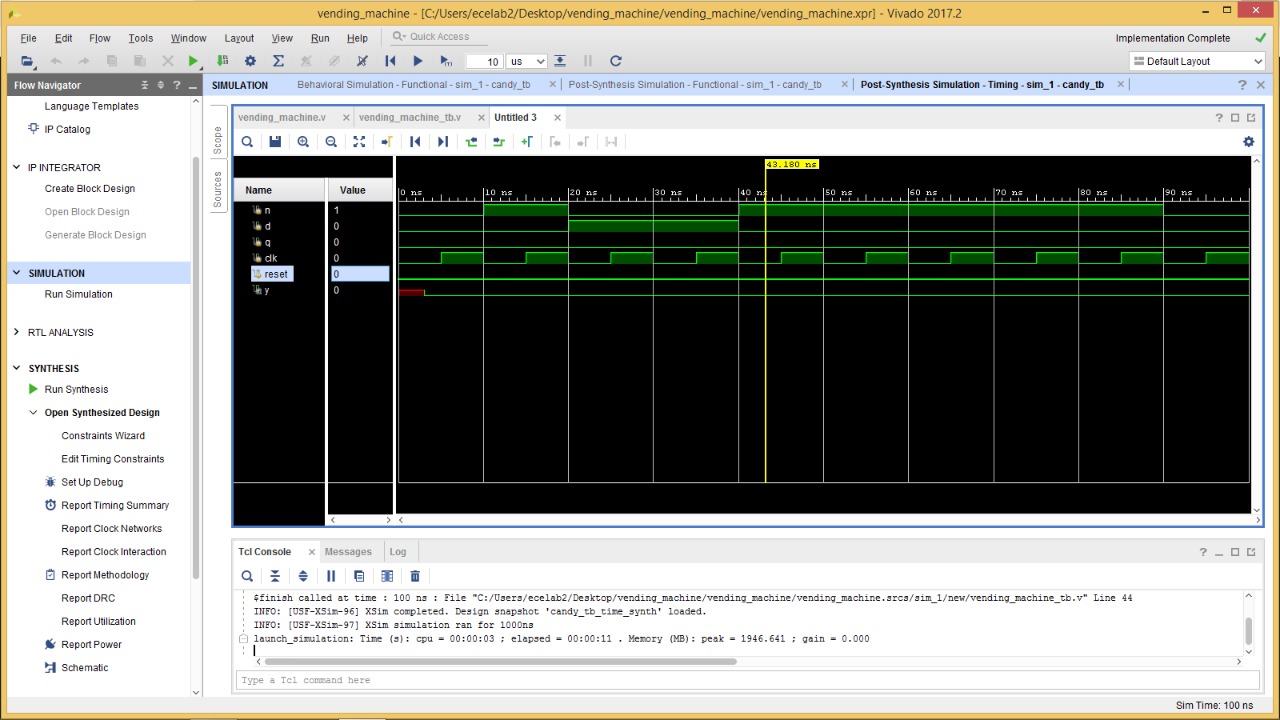 vending_machine - [C:/Users/ecelab2/Desktop/vending_machine/vending_machine/vending_machine.xpr] - Vivado 2017.2
File Edit Flow Tools Window Layout View Run Help Quick Access
Implementation Complete
10 us
Default Layout
Flow Navigator
Language Templates
IP Catalog
IP INTEGRATOR
Create Block Design
Open Block Design
Generate Block Design
SIMULATION
Run Simulation
RTL ANALYSIS
SYNTHESIS
Run Synthesis
Open Synthesized Design
Constraints Wizard
Edit Timing Constraints
Set Up Debug
Report Timing Summary
Report Clock Networks
Report Clock Interaction
Report Methodology
Report DRC
Report Utilization
Report Power
Schematic
SIMULATION
Behavioral Simulation - Functional - sim_1 - candy_tb
Post-Synthesis Simulation - Functional - sim_1 - candy_tb
Post-Synthesis Simulation - Timing - sim_1 - candy_tb
Scope
Sources
vending_machine.v
vending_machine_tb.v
Untitled 3
43.180 ns
Name Value
0 ns 10 ns 20 ns 30 ns 40 ns 50 ns 60 ns 70 ns 80 ns 90 ns
n 1
d 0
q 0
clk 0
reset 0
y 0
Tcl Console Messages Log
$finish called at time : 100 ns : File "C:/Users/ecelab2/Desktop/vending_machine/vending_machine/vending_machine.srcs/sim_1/new/vending_machine_tb.v" Line 44
INFO: [USF-XSim-96] XSim completed. Design snapshot 'candy_tb_time_synth' loaded.
INFO: [USF-XSim-97] XSim simulation ran for 1000ns
launch_simulation: Time (s): cpu = 00:00:03 ; elapsed = 00:00:11 . Memory (MB): peak = 1946.641 ; gain = 0.000
Type a Tcl command here
Sim Time: 100 ns